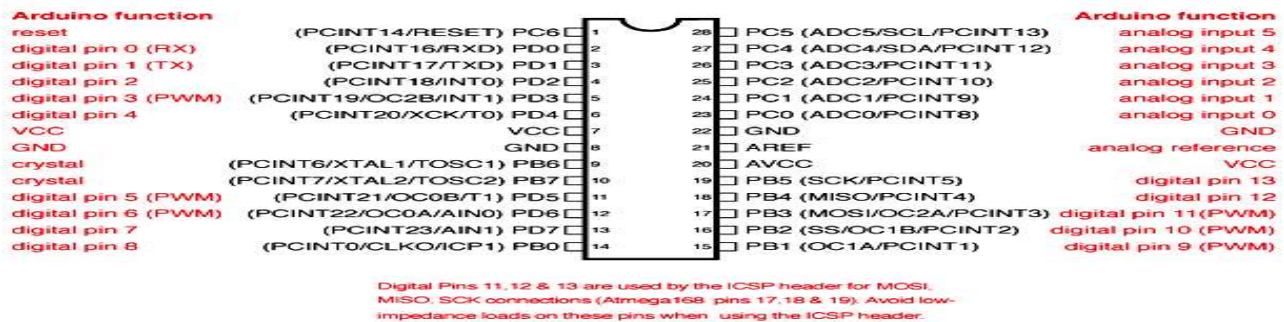 Arduino function Arduino function
reset (PCINT14/RESET) PC6 1 28 PC5 (ADC5/SCL/PCINT13) analog input 5
digital pin 0 (RX) (PCINT16/RXD) PD0 2 27 PC4 (ADC4/SDA/PCINT12) analog input 4
digital pin 1 (TX) (PCINT17/TXD) PD1 3 26 PC3 (ADC3/PCINT11) analog input 3
digital pin 2 (PCINT18/INT0) PD2 4 25 PC2 (ADC2/PCINT10) analog input 2
digital pin 3 (PWM) (PCINT19/OC2B/INT1) PD3 5 24 PC1 (ADC1/PCINT9) analog input 1
digital pin 4 (PCINT20/XCK/T0) PD4 6 23 PC0 (ADC0/PCINT8) analog input 0
VCC VCC 7 22 GND GND
GND GND 8 21 AREF analog reference
crystal (PCINT6/XTAL1/TOSC1) PB6 9 20 AVCC VCC
crystal (PCINT7/XTAL2/TOSC2) PB7 10 19 PB5 (SCK/PCINT5) digital pin 13
digital pin 5 (PWM) (PCINT21/OC0B/T1) PD5 11 18 PB4 (MISO/PCINT4) digital pin 12
digital pin 6 (PWM) (PCINT22/OC0A/AIN0) PD6 12 17 PB3 (MOSI/OC2A/PCINT3) digital pin 11(PWM)
digital pin 7 (PCINT23/AIN1) PD7 13 16 PB2 (SS/OC1B/PCINT2) digital pin 10 (PWM)
digital pin 8 (PCINT0/CLKO/ICP1) PB0 14 15 PB1 (OC1A/PCINT1) digital pin 9 (PWM)
Digital Pins 11,12 & 13 are used by the ICSP header for MOSI,
MISO, SCK connections (Atmega168 pins 17,18 & 19). Avoid low-
impedance loads on these pins when using the ICSP header.